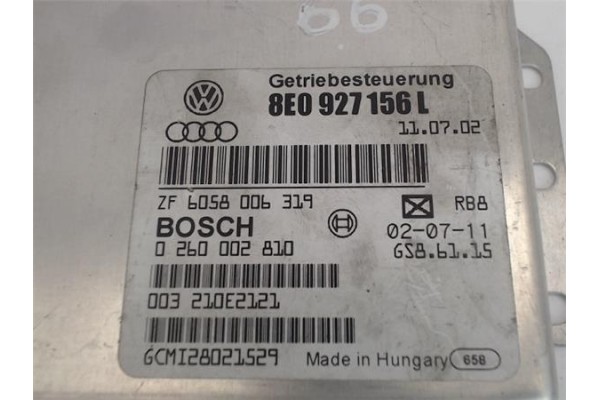 66
Getriebesteuerung
8E0 927 156 L
11.07.02
ZF 6058 006 319
RB8
BOSCH
02-07-11
0 260 002 810
GS8.61.15
003 210E2121
GCMI28021529
Made in Hungary 658